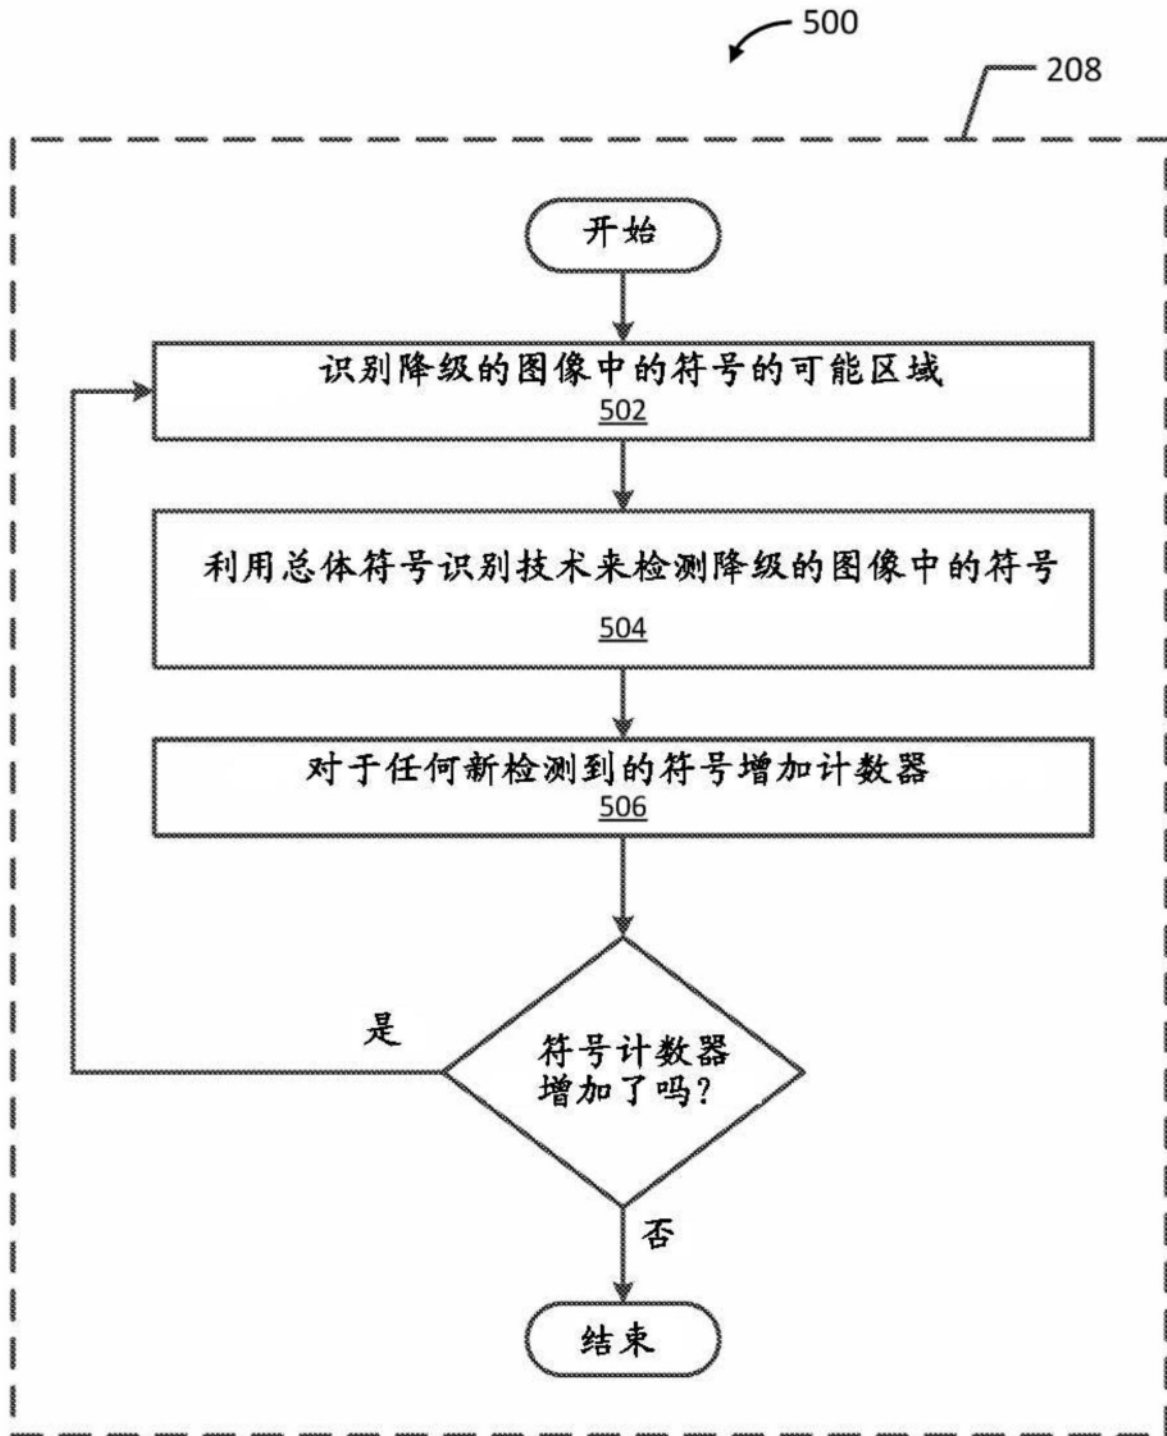 500
208
开始
识别降级的图像中的符号的可能区域
502
利用总体符号识别技术来检测降级的图像中的符号
504
对于任何新检测到的符号增加计数器
506
是
符号计数器
增加了吗?
否
结束